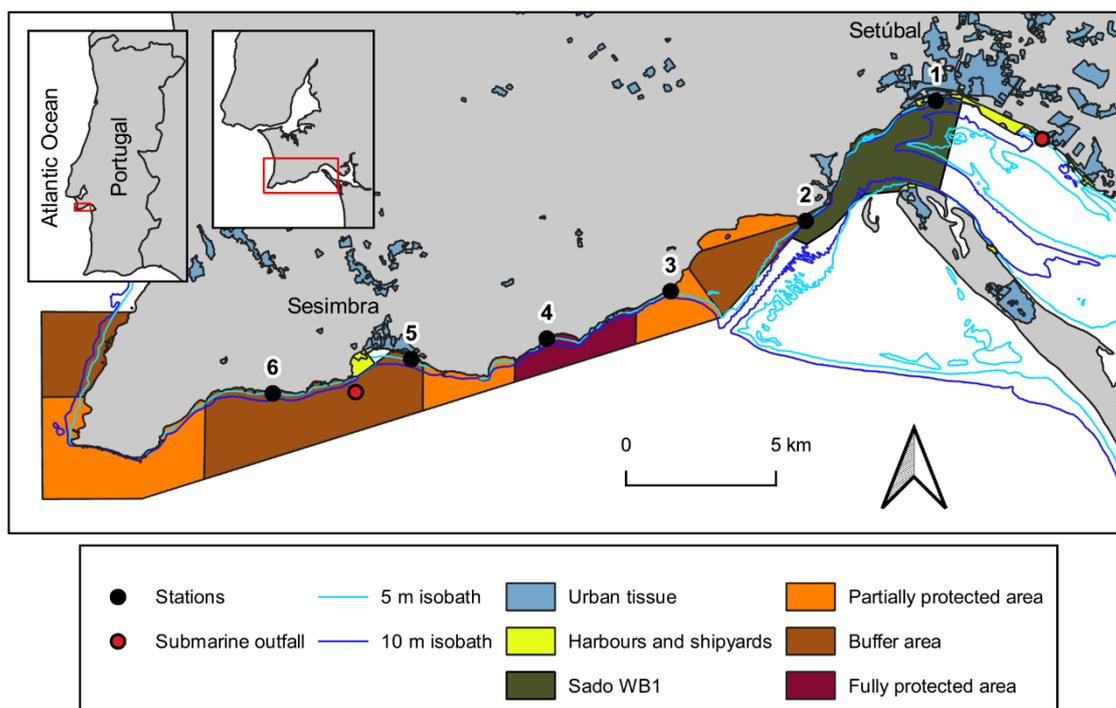 Atlantic Ocean
Portugal
Setúbal
1
2
3
Sesimbra
4
5
6
8
0 5 km
Stations 5 m isobath Urban tissue Partially protected area
Submarine outfall 10 m isobath Harbours and shipyards Buffer area
Sado WB1 Fully protected area